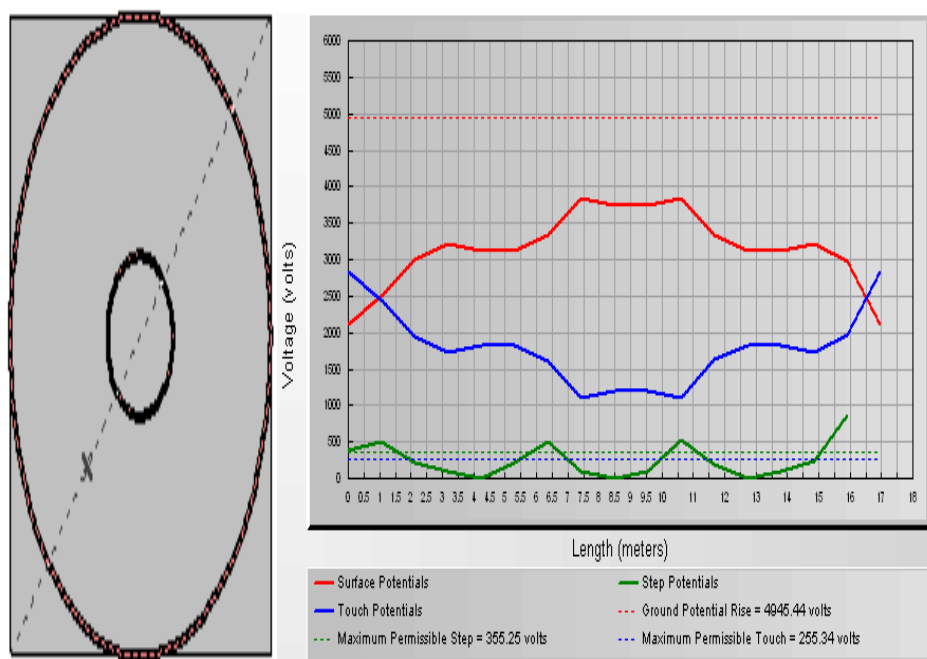 6000
5500
5000
4500
4000
3500
3000
2500
2000
1500
1000
500
0
Voltage (volts)
X
0 0.5 1 1.5 2 2.5 3 3.5 4 4.5 5 5.5 6 6.5 7 7.5 8 8.5 9 9.5 10 11 12 13 14 15 16 17 18
Length (meters)
Surface Potentials
Step Potentials
Touch Potentials
Ground Potential Rise = 4945.44 volts
Maximum Permissible Step = 355.25 volts
Maximum Permissible Touch = 255.34 volts